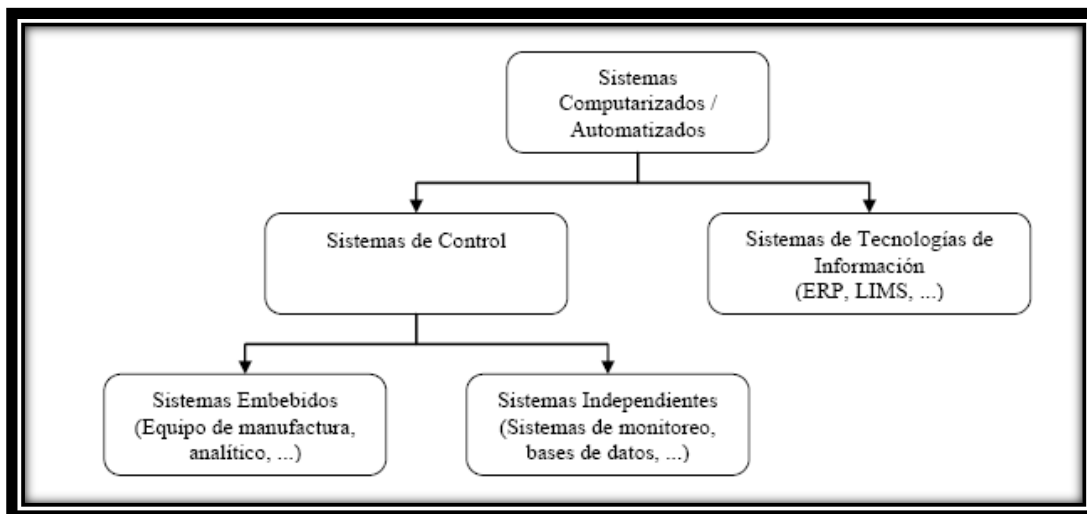 Sistemas
Computarizados /
Automatizados
Sistemas de Control
Sistemas de Tecnologías de
Información
(ERP, LIMS, ...)
Sistemas Embebidos
(Equipo de manufactura,
analítico, ...)
Sistemas Independientes
(Sistemas de monitoreo,
bases de datos, ...)